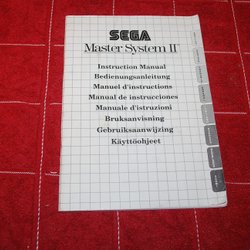 SEGA
Master System II
Instruction Manual
Bedienungsanleitung
Manuel d'instructions
Manual de instrucciones
Manuale d'istruzioni
Bruksanvisning
Gebruiksaanwijzing
Käyttöohjeet